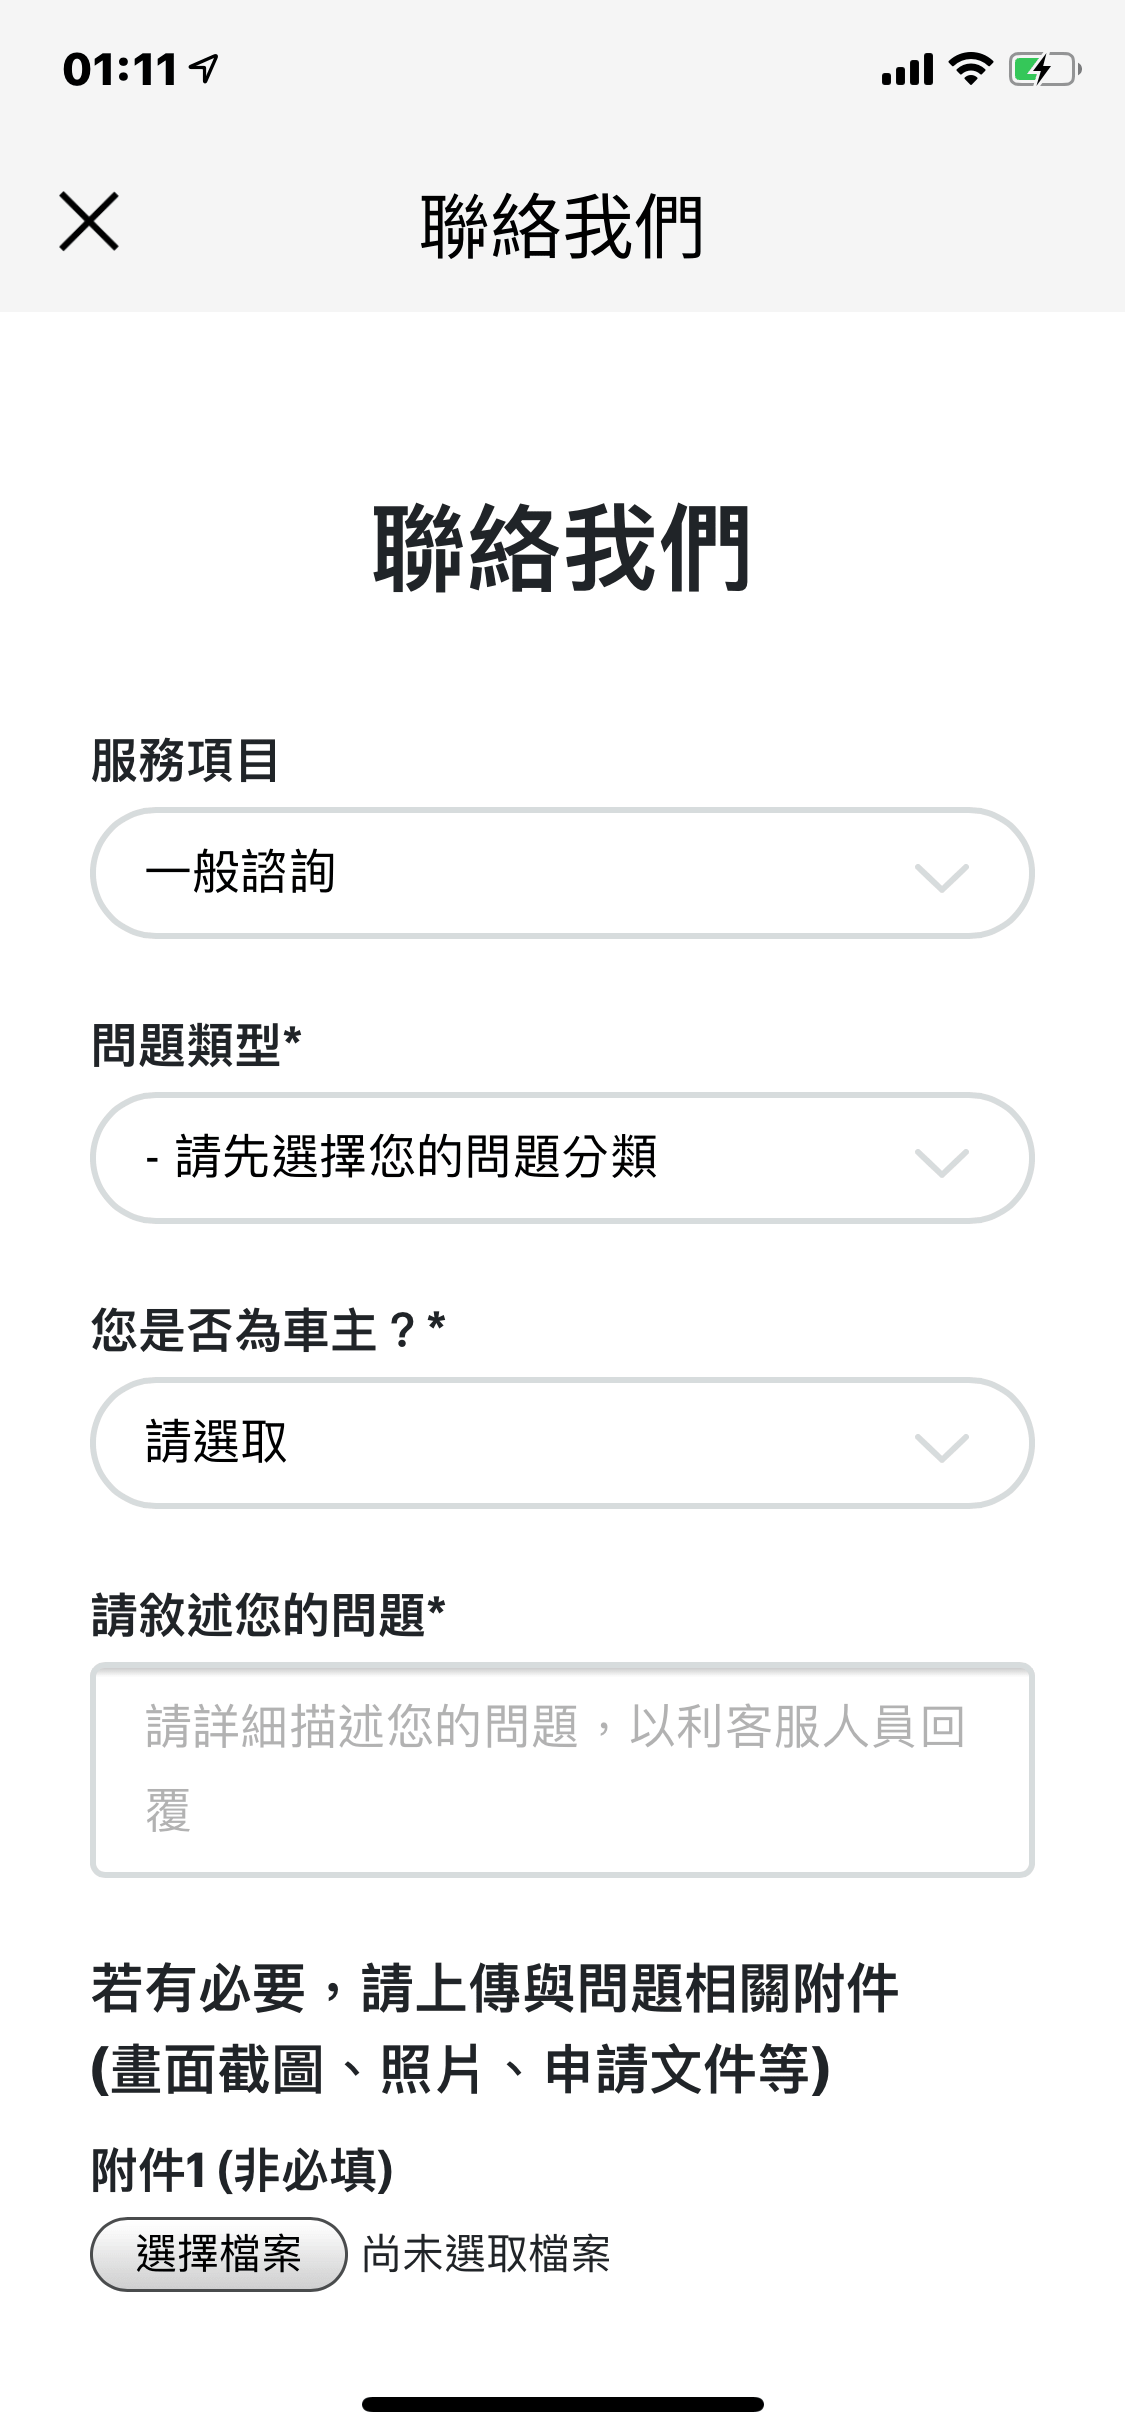 01:11
聯絡我們
聯絡我們
服務項目
一般諮詢
問題類型*
- 請先選擇您的問題分類
您是否為車主？*
請選取
請敘述您的問題*
請詳細描述您的問題，以利客服人員回
覆
若有必要，請上傳與問題相關附件
(畫面截圖、照片、申請文件等)
附件1 (非必填)
選擇檔案 尚未選取檔案